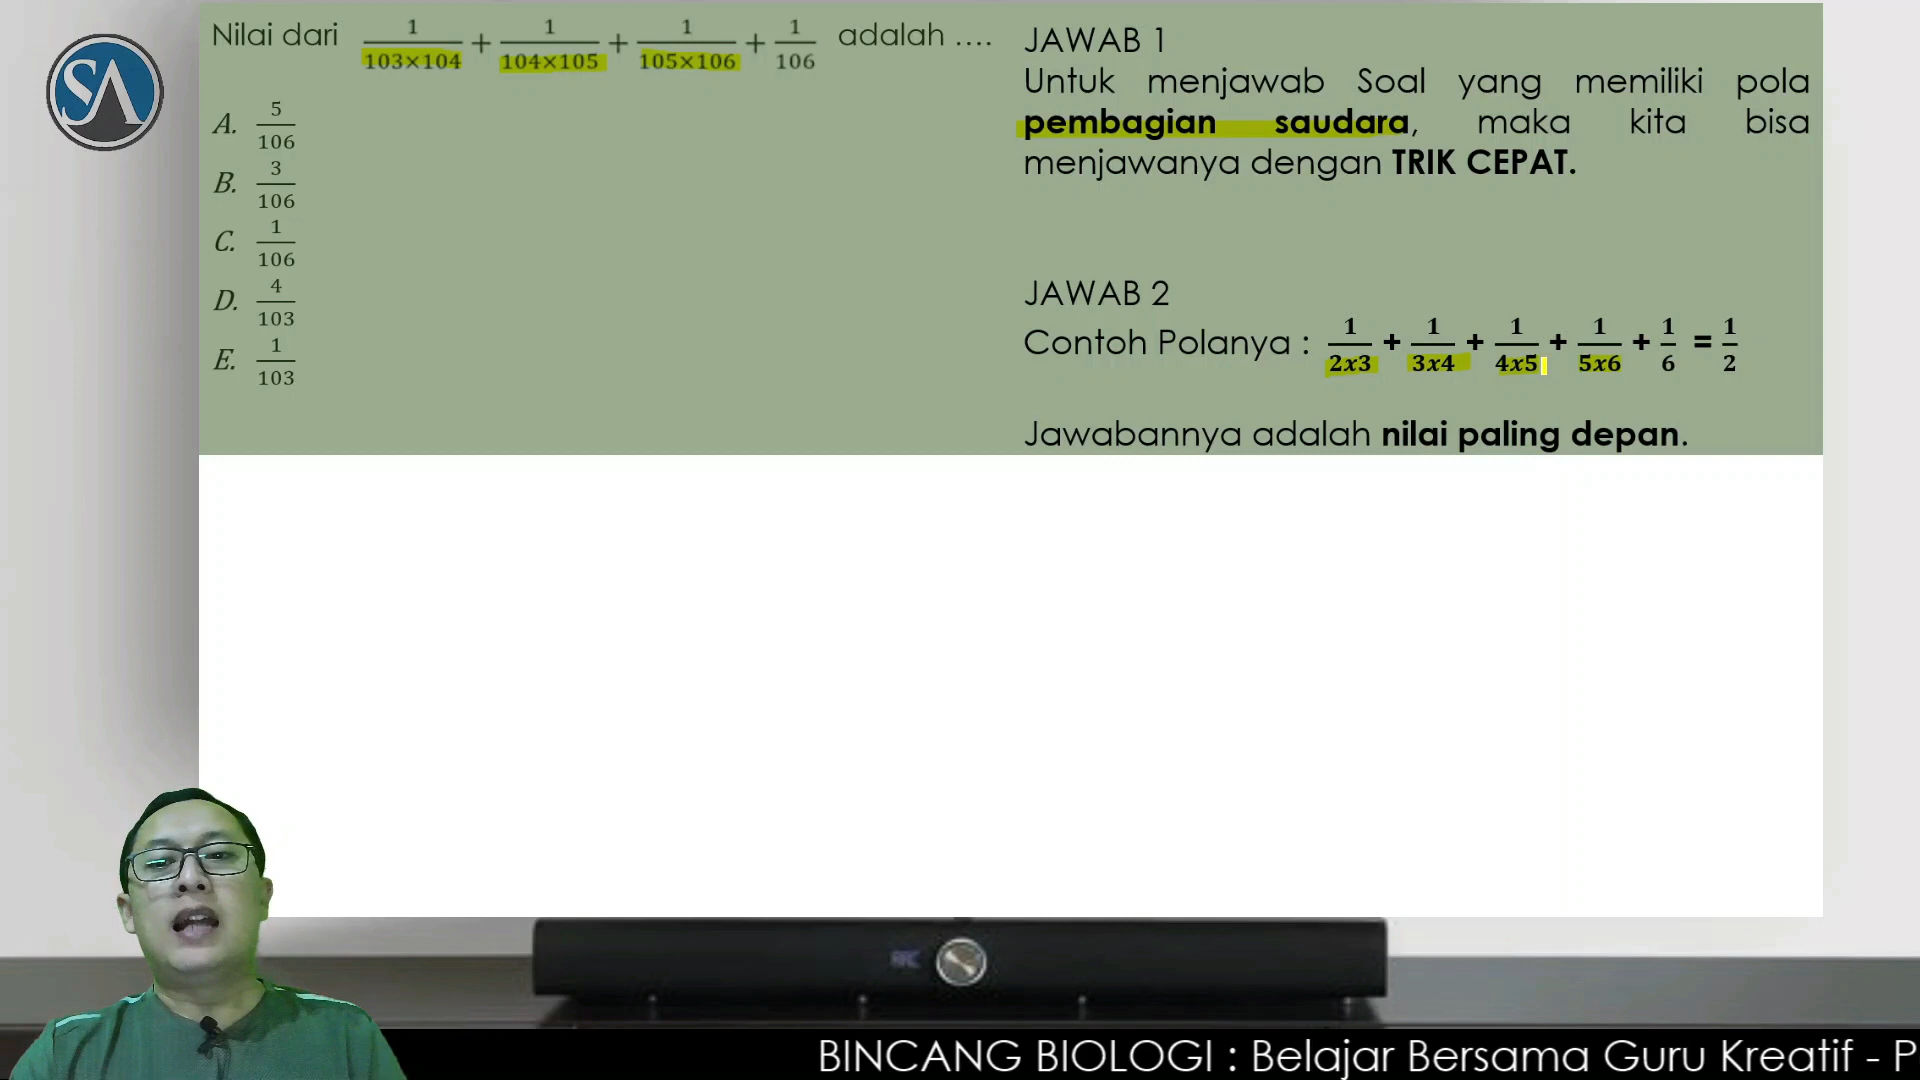 SA
Nilai dari 1/(103×104) + 1/(104×105) + 1/(105×106) + 1/106 adalah ....
A. 5/106
B. 3/106
C. 1/106
D. 4/103
E. 1/103
JAWAB 1
Untuk menjawab Soal yang memiliki pola
pembagian saudara, maka kita bisa
menjawanya dengan TRIK CEPAT.
JAWAB 2
Contoh Polanya : 1/(2x3) + 1/(3x4) + 1/(4x5) + 1/(5x6) + 1/6 = 1/2
Jawabannya adalah nilai paling depan.
BINCANG BIOLOGI : Belajar Bersama Guru Kreatif - P